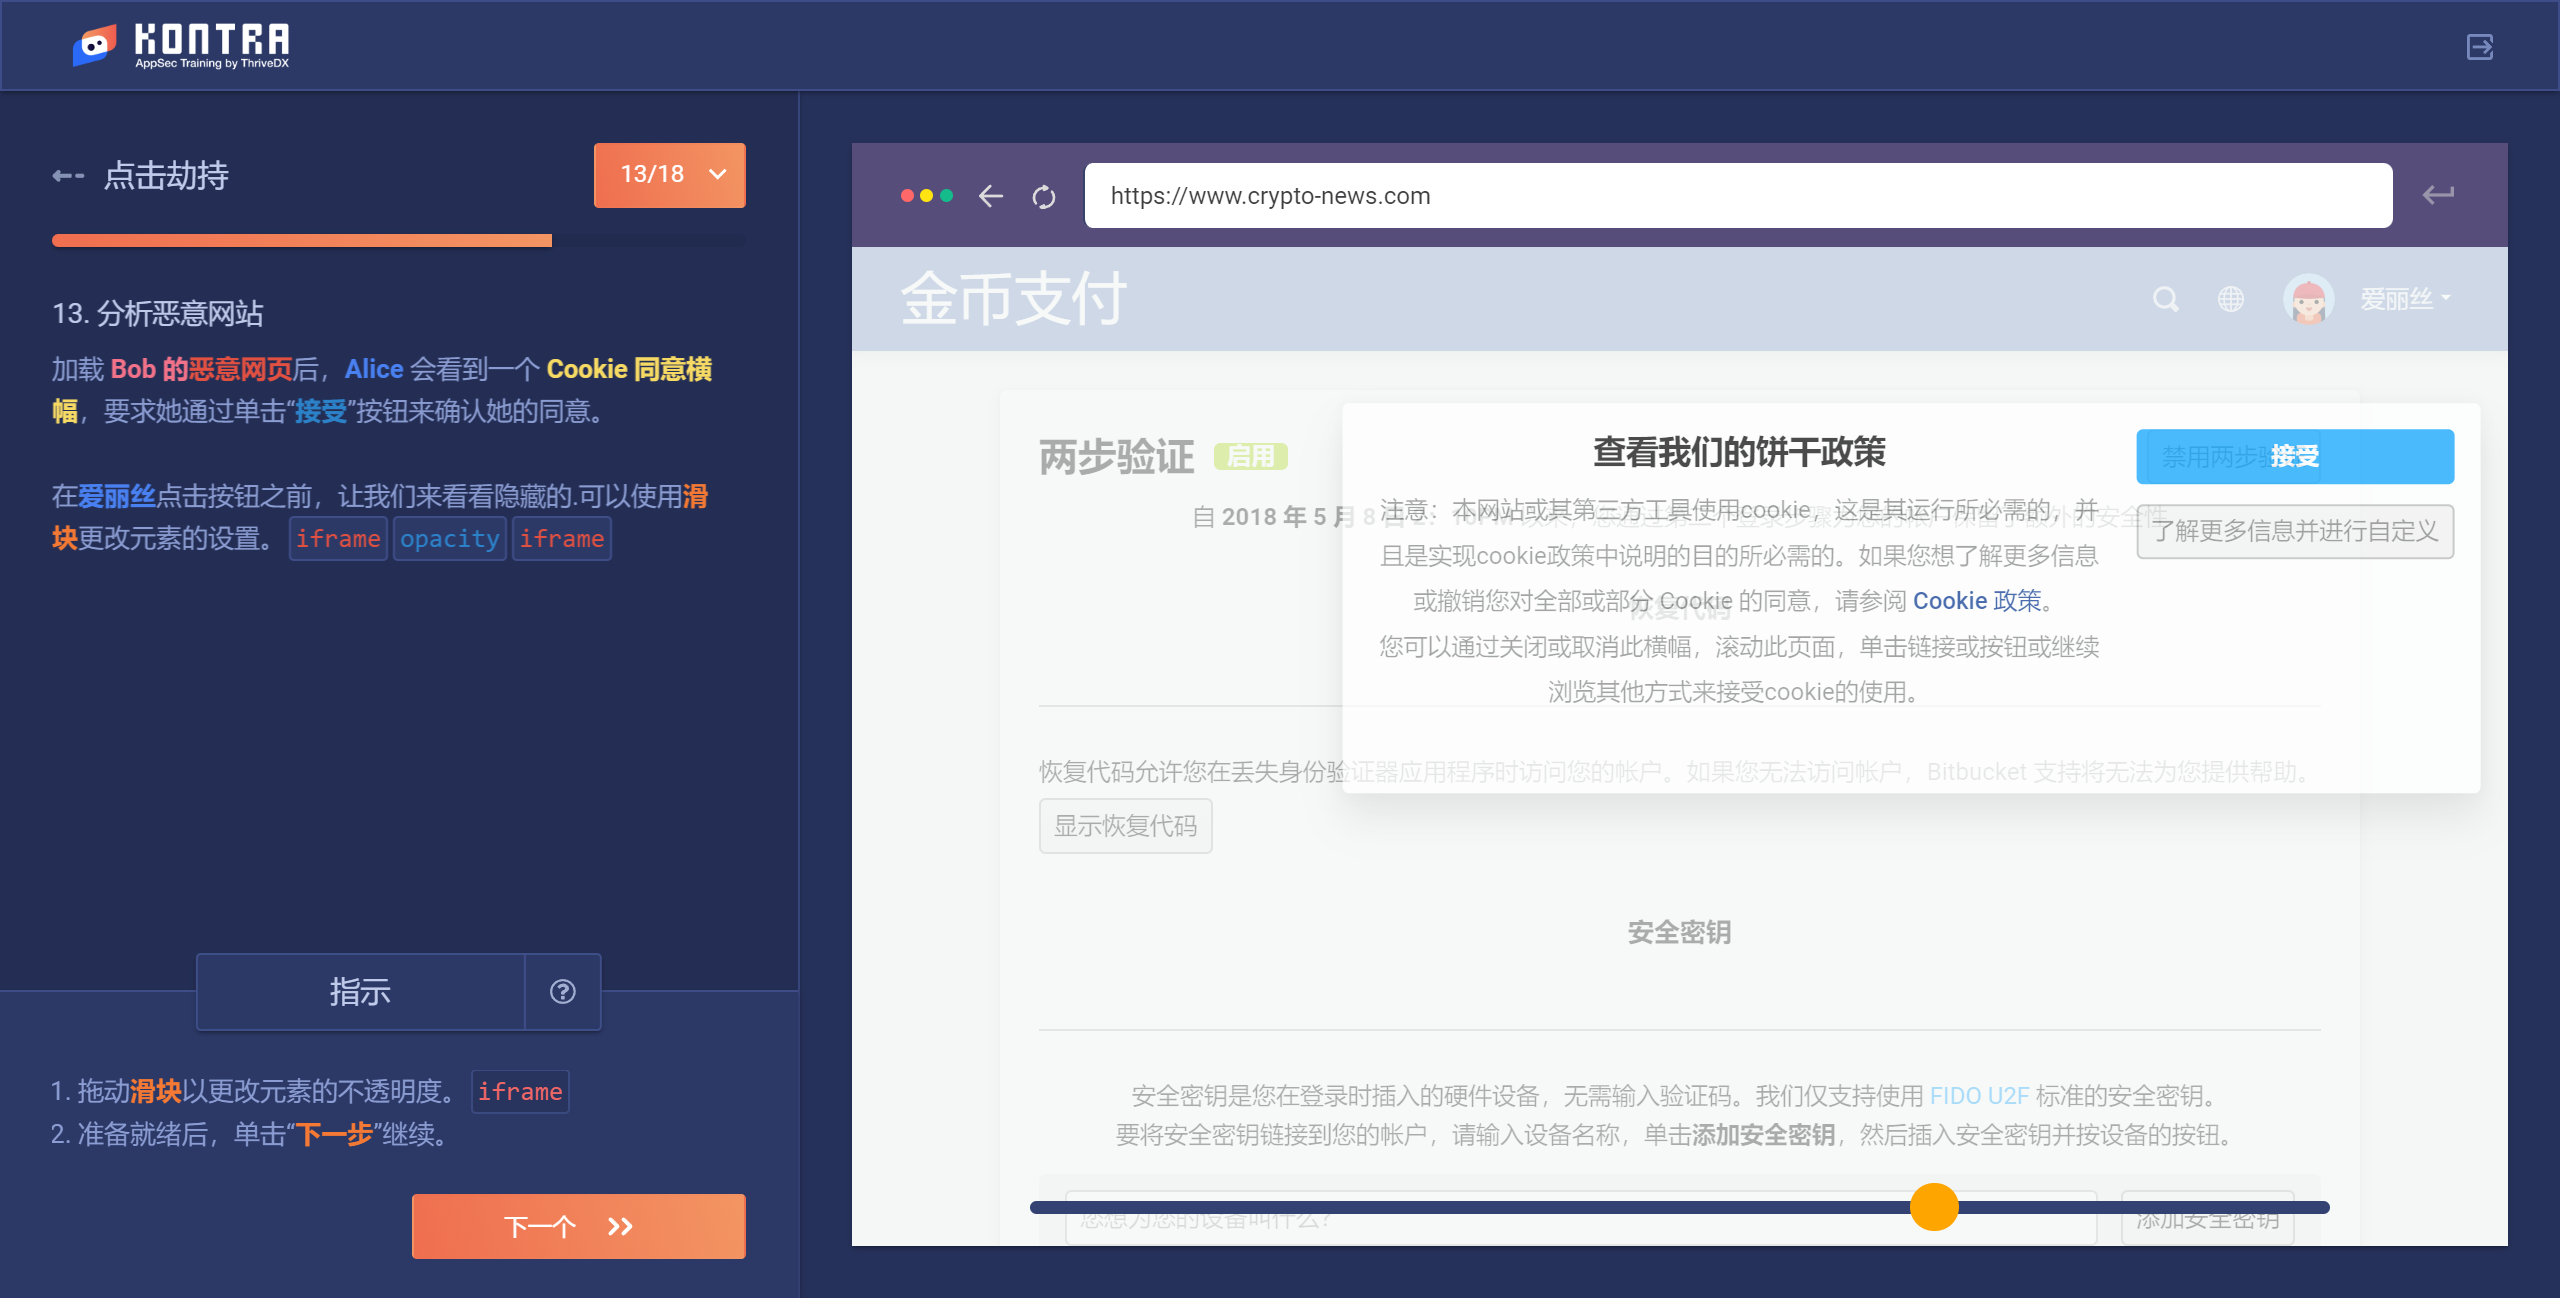 KONTRA
AppSec Training by ThriveDX
点击劫持
13/18
13. 分析恶意网站
加载 Bob 的恶意网页后，Alice 会看到一个 Cookie 同意横
幅，要求她通过单击“接受”按钮来确认她的同意。
在爱丽丝点击按钮之前，让我们来看看隐藏的.可以使用滑
块更改元素的设置。 iframe opacity iframe
指示
1. 拖动滑块以更改元素的不透明度。 iframe
2. 准备就绪后，单击“下一步”继续。
下一个
https://www.crypto-news.com
金币支付
爱丽丝
两步验证 启用
查看我们的饼干政策
禁用两步验
接受
自 2018 年 5 月 8 日
注意：本网站或其第三方工具使用cookie，这是其运行所必需的，并
且是实现cookie政策中说明的目的所必需的。如果您想了解更多信息
或撤销您对全部或部分 Cookie 的同意，请参阅 Cookie 政策。
您可以通过关闭或取消此横幅，滚动此页面，单击链接或按钮或继续
浏览其他方式来接受cookie的使用。
了解更多信息并进行自定义
恢复代码
恢复代码允许您在丢失身份验证器应用程序时访问您的帐户。如果您无法访问帐户，Bitbucket 支持将无法为您提供帮助。
显示恢复代码
安全密钥
安全密钥是您在登录时插入的硬件设备，无需输入验证码。我们仅支持使用 FIDO U2F 标准的安全密钥。
要将安全密钥链接到您的帐户，请输入设备名称，单击添加安全密钥，然后插入安全密钥并按设备的按钮。
您想为您的设备叫什么？
添加安全密钥